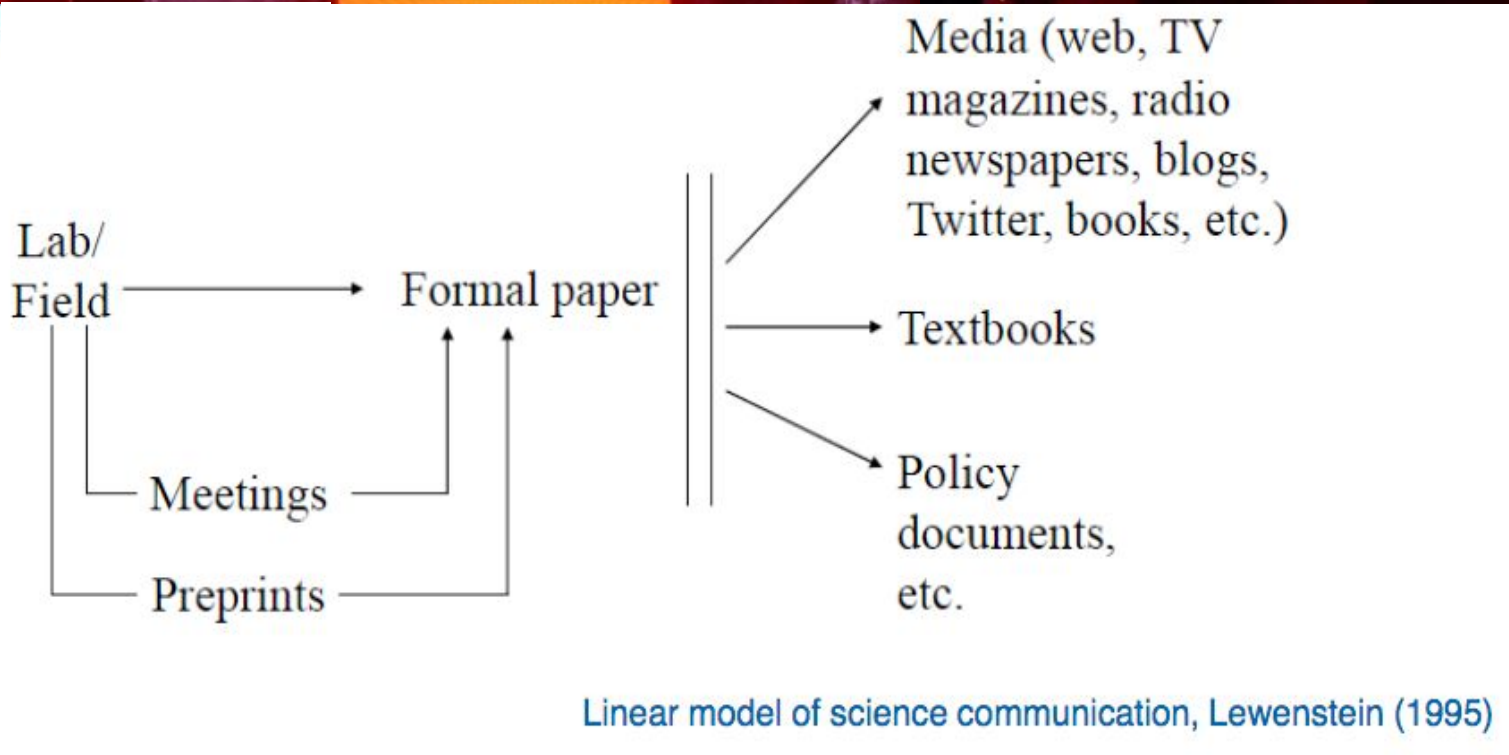 Media (web, TV
magazines, radio
newspapers, blogs,
Twitter, books, etc.)
Lab/
Field
Formal paper
Textbooks
Meetings
Policy
documents,
etc.
Preprints
Linear model of science communication, Lewenstein (1995)